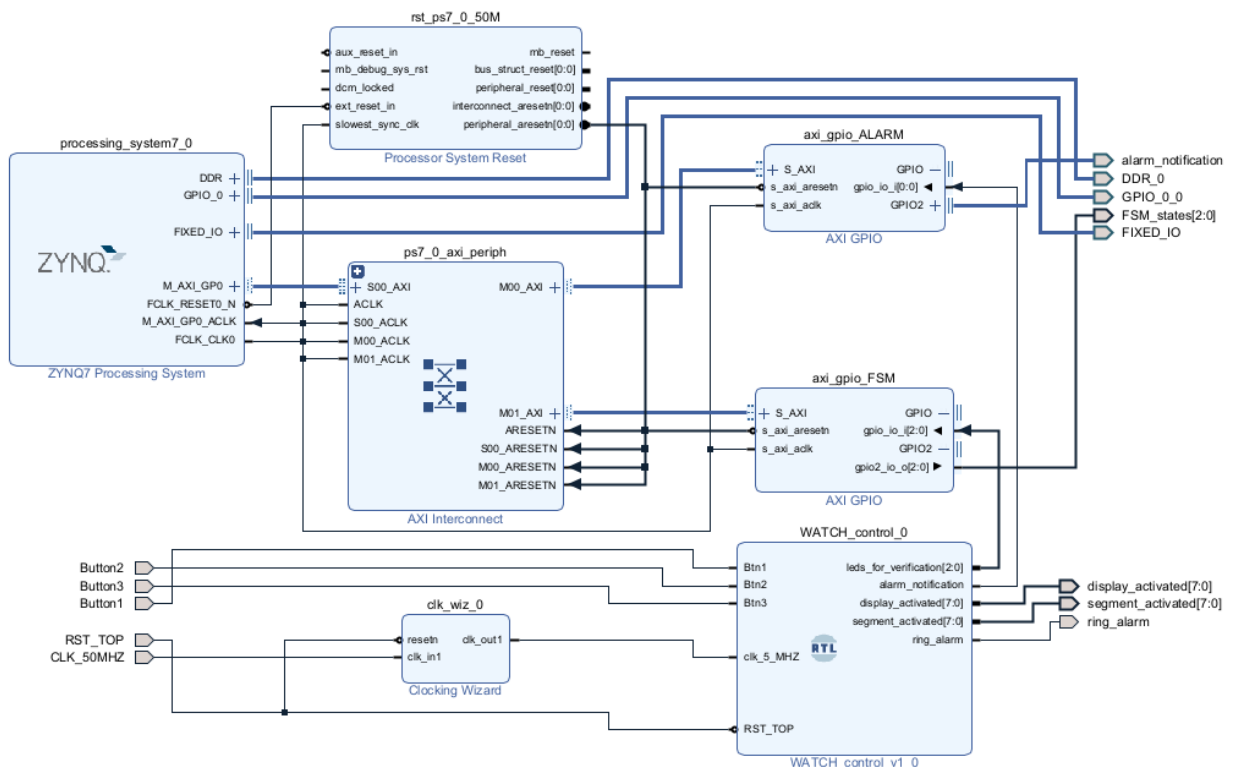 rst_ps7_0_50M
aux_reset_in
mb_debug_sys_rst
dcm_locked
ext_reset_in
slowest_sync_clk
mb_reset
bus_struct_reset[0:0]
peripheral_reset[0:0]
interconnect_aresetn[0:0]
peripheral_aresetn[0:0]
Processor System Reset
processing_system7_0
DDR
GPIO_0
FIXED_IO
ZYNQ
M_AXI_GP0
FCLK_RESET0_N
M_AXI_GP0_ACLK
FCLK_CLK0
ZYNQ7 Processing System
ps7_0_axi_periph
S00_AXI
ACLK
S00_ACLK
M00_ACLK
M01_ACLK
M00_AXI
M01_AXI
ARESETN
S00_ARESETN
M00_ARESETN
M01_ARESETN
AXI Interconnect
axi_gpio_ALARM
S_AXI
s_axi_aresetn
s_axi_aclk
GPIO
gpio_io_i[0:0]
GPIO2
AXI GPIO
alarm_notification
DDR_0
GPIO_0_0
FSM_states[2:0]
FIXED_IO
axi_gpio_FSM
S_AXI
s_axi_aresetn
s_axi_aclk
GPIO
gpio_io_i[2:0]
GPIO2
gpio2_io_o[2:0]
AXI GPIO
Button2
Button3
Button1
RST_TOP
CLK_50MHZ
clk_wiz_0
resetn
clk_in1
clk_out1
Clocking Wizard
WATCH_control_0
Btn1
Btn2
Btn3
clk_5_MHZ
RST_TOP
leds_for_verification[2:0]
alarm_notification
display_activated[7:0]
segment_activated[7:0]
ring_alarm
RTL
WATCH_control_v1_0
display_activated[7:0]
segment_activated[7:0]
ring_alarm